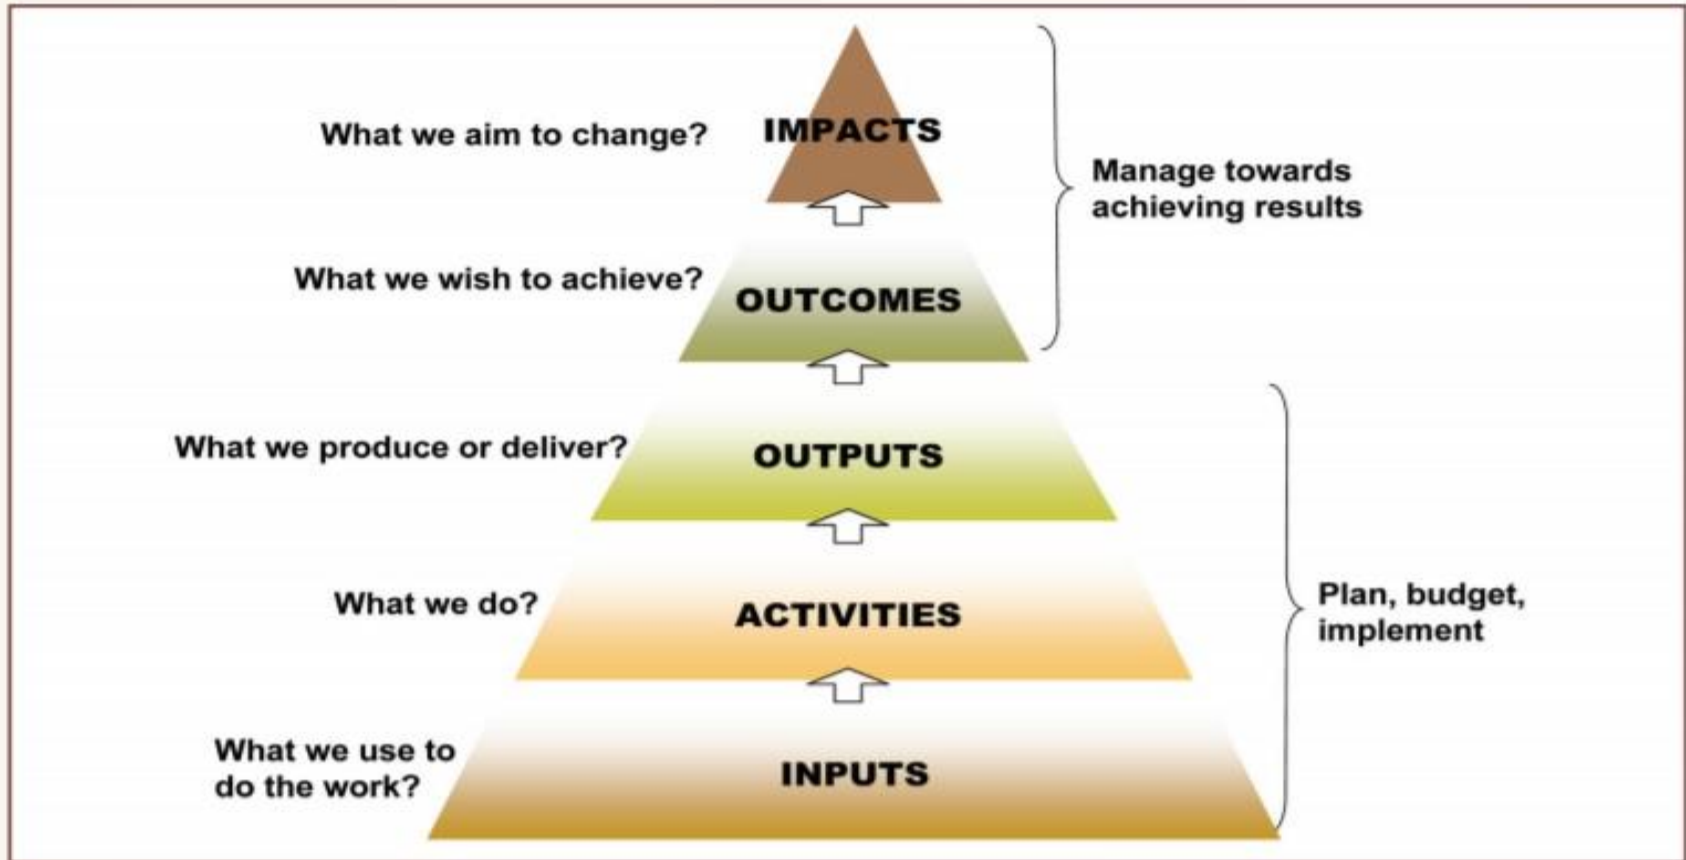 What we aim to change?
IMPACTS
Manage towards
achieving results
What we wish to achieve?
OUTCOMES
What we produce or deliver?
OUTPUTS
What we do?
ACTIVITIES
Plan, budget,
implement
What we use to
do the work?
INPUTS